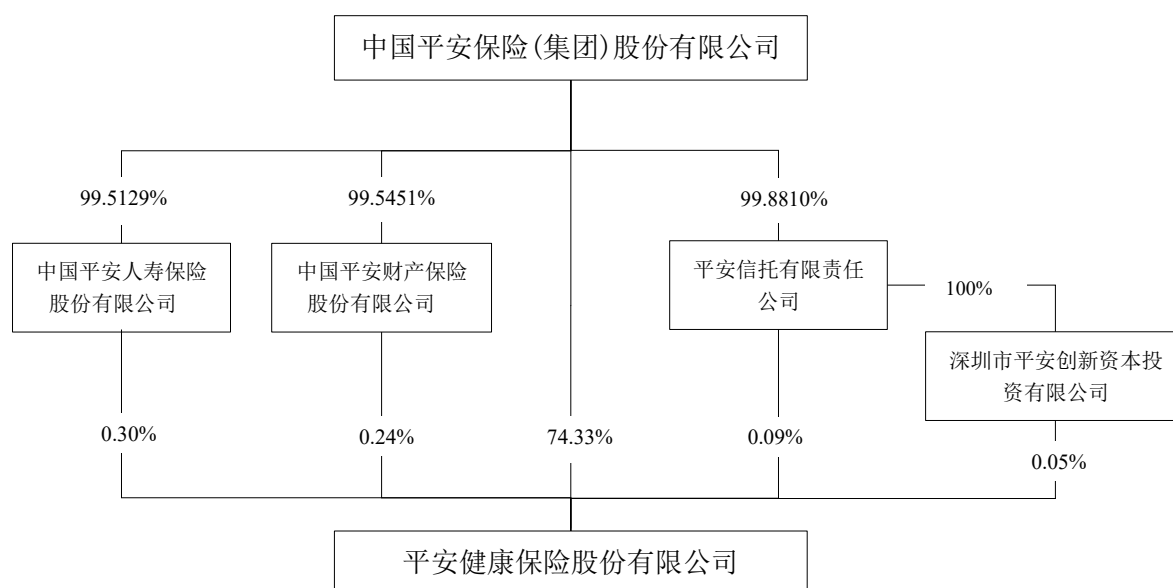 中国平安保险(集团)股份有限公司
99.5129%
99.5451%
99.8810%
中国平安人寿保险
股份有限公司
中国平安财产保险
股份有限公司
平安信托有限责任
公司
100%
深圳市平安创新资本投
资有限公司
0.30%
0.24%
74.33%
0.09%
0.05%
平安健康保险股份有限公司